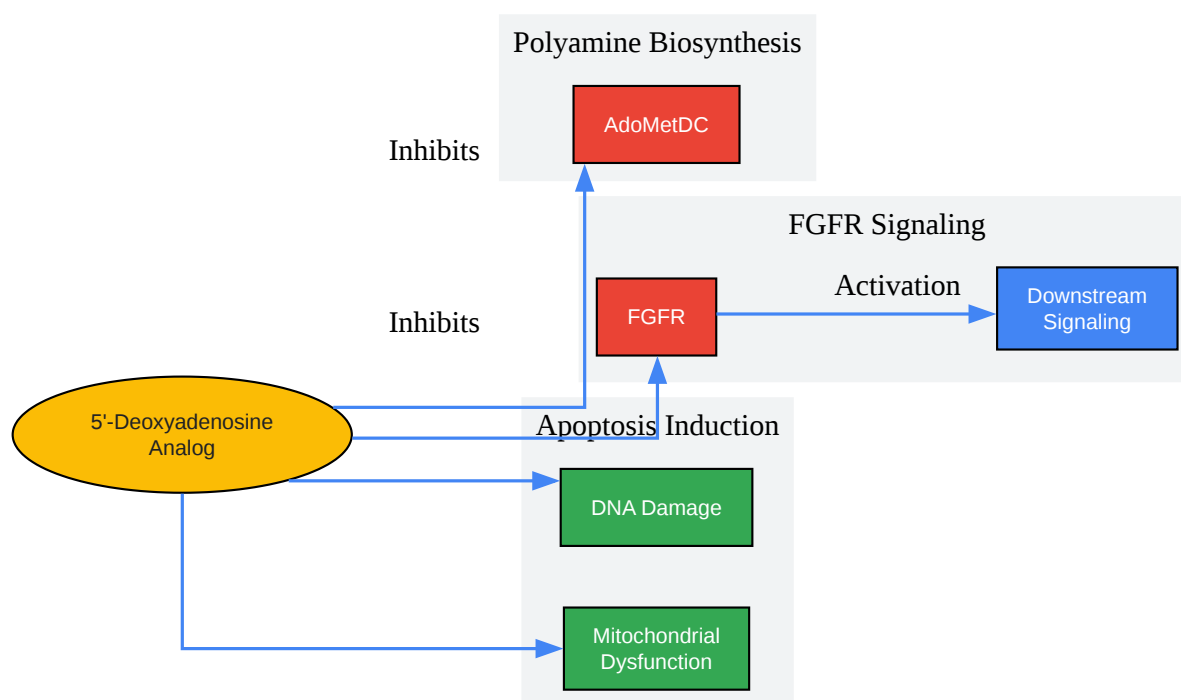 Polyamine Biosynthesis
AdoMetDC
Inhibits
FGFR Signaling
Activation
Downstream
Signaling
FGFR
Inhibits
5'-Deoxyadenosine
Analog
Apoptosis Induction
DNA Damage
Mitochondrial
Dysfunction